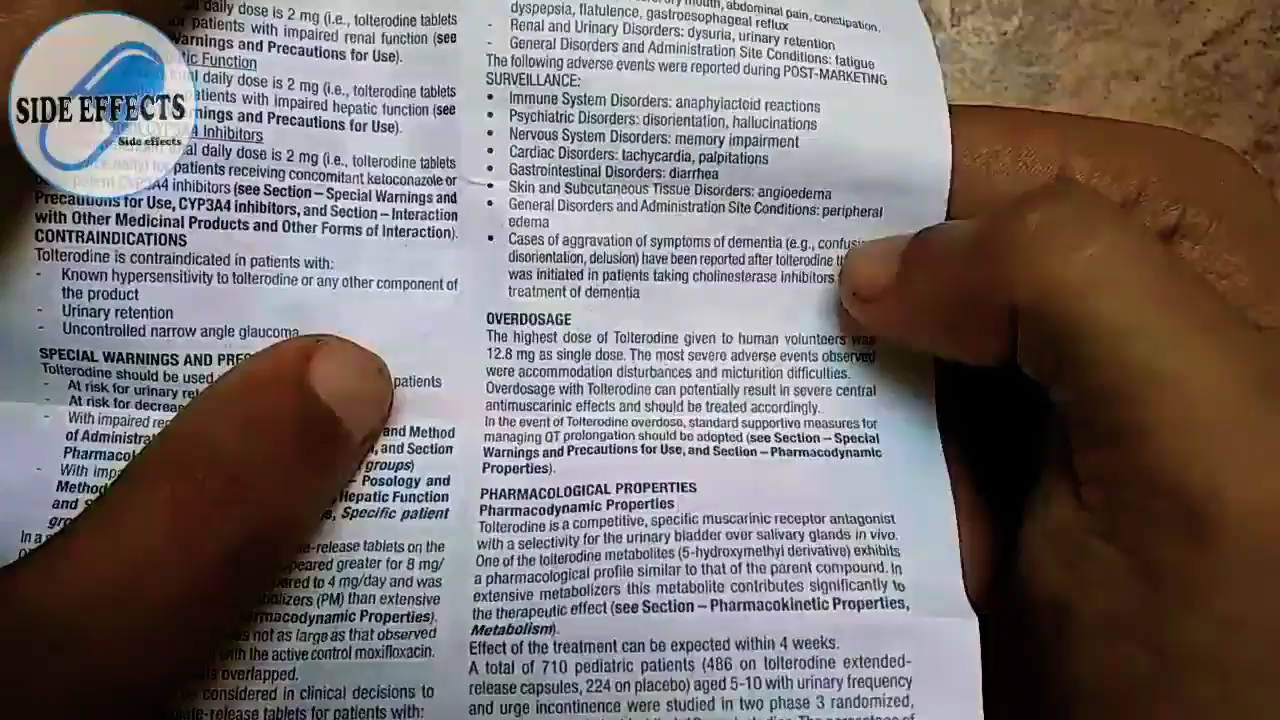 SIDE EFFECTS
Side effects
daily dose is 2 mg (i.e., tolterodine tablets
patients with impaired renal function (see
Warnings and Precautions for Use).
Function
daily dose is 2 mg (i.e., tolterodine tablets
patients with impaired hepatic function (see
and Precautions for Use).
Inhibitors
daily dose is 2 mg (i.e., tolterodine tablets
for patients receiving concomitant ketoconazole or
CYP3A4 inhibitors (see Section – Special Warnings and
Precautions for Use, CYP3A4 inhibitors, and Section – Interaction
with Other Medicinal Products and Other Forms of Interaction).
CONTRAINDICATIONS
Tolterodine is contraindicated in patients with:
- Known hypersensitivity to tolterodine or any other component of
the product
- Urinary retention
- Uncontrolled narrow angle glaucoma
SPECIAL WARNINGS AND
Tolterodine should be used patients
- At risk for urinary
- At risk for
- With impaired and Method
of , and Section
groups)
- With – Posology and
Method Hepatic Function
and , Specific patient
In a -release tablets on the
greater for 8 mg/
to 4 mg/day and was
(PM) than extensive
Properties).
not as large as that observed
with the active control moxifloxacin.
overlapped.
considered in clinical decisions to
-release tablets for patients with:
mouth, abdominal pain, constipation,
dyspepsia, flatulence, gastroesophageal reflux
- Renal and Urinary Disorders: dysuria, urinary retention
- General Disorders and Administration Site Conditions: fatigue
The following adverse events were reported during POST-MARKETING
SURVEILLANCE:
• Immune System Disorders: anaphylactoid reactions
• Psychiatric Disorders: disorientation, hallucinations
• Nervous System Disorders: memory impairment
• Cardiac Disorders: tachycardia, palpitations
• Gastrointestinal Disorders: diarrhea
• Skin and Subcutaneous Tissue Disorders: angioedema
• General Disorders and Administration Site Conditions: peripheral
edema
• Cases of aggravation of symptoms of dementia (e.g.,
disorientation, delusion) have been reported after tolterodine
was initiated in patients taking cholinesterase inhibitors
treatment of dementia
OVERDOSAGE
The highest dose of Tolterodine given to human volunteers was
12.8 mg as single dose. The most severe adverse events observed
were accommodation disturbances and micturition difficulties.
Overdosage with Tolterodine can potentially result in severe central
antimuscarinic effects and should be treated accordingly.
In the event of Tolterodine overdose, standard supportive measures for
managing QT prolongation should be adopted (see Section – Special
Warnings and Precautions for Use, and Section – Pharmacodynamic
Properties).
PHARMACOLOGICAL PROPERTIES
Pharmacodynamic Properties
Tolterodine is a competitive, specific muscarinic receptor antagonist
with a selectivity for the urinary bladder over salivary glands in vivo.
One of the tolterodine metabolites (5-hydroxymethyl derivative) exhibits
a pharmacological profile similar to that of the parent compound. In
extensive metabolizers this metabolite contributes significantly to
the therapeutic effect (see Section – Pharmacokinetic Properties,
Metabolism).
Effect of the treatment can be expected within 4 weeks.
A total of 710 pediatric patients (486 on tolterodine extended-
release capsules, 224 on placebo) aged 5-10 with urinary frequency
and urge incontinence were studied in two phase 3 randomized,